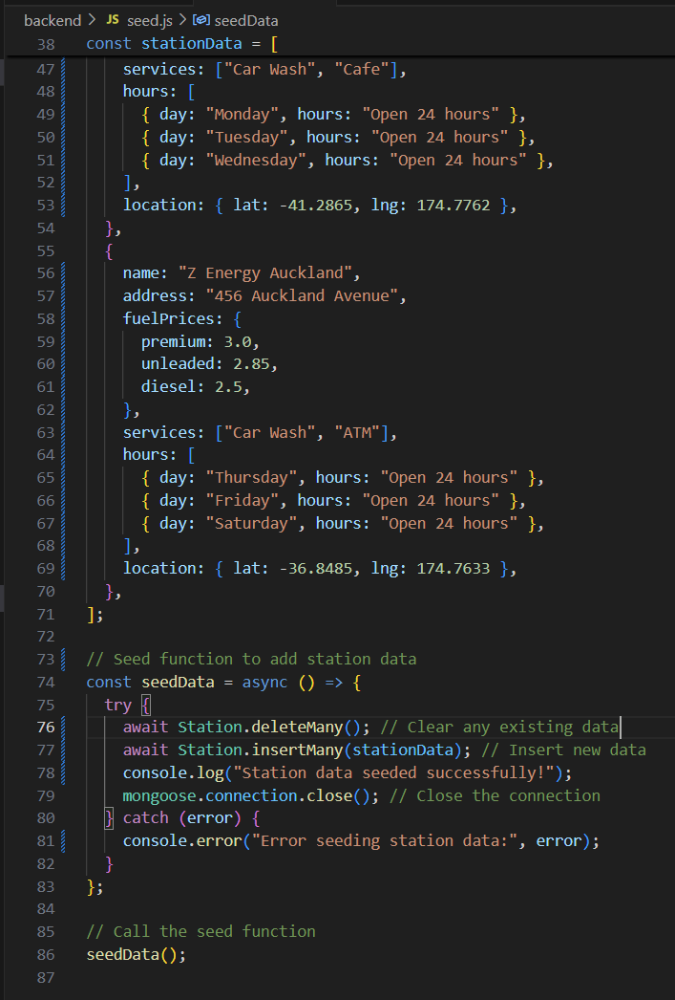 backend > JS seed.js > seedData
38 const stationData = [
47 services: ["Car Wash", "Cafe"],
48 hours: [
49 { day: "Monday", hours: "Open 24 hours" },
50 { day: "Tuesday", hours: "Open 24 hours" },
51 { day: "Wednesday", hours: "Open 24 hours" },
52 ],
53 location: { lat: -41.2865, lng: 174.7762 },
54 },
55 {
56 name: "Z Energy Auckland",
57 address: "456 Auckland Avenue",
58 fuelPrices: {
59 premium: 3.0,
60 unleaded: 2.85,
61 diesel: 2.5,
62 },
63 services: ["Car Wash", "ATM"],
64 hours: [
65 { day: "Thursday", hours: "Open 24 hours" },
66 { day: "Friday", hours: "Open 24 hours" },
67 { day: "Saturday", hours: "Open 24 hours" },
68 ],
69 location: { lat: -36.8485, lng: 174.7633 },
70 },
71 ];
72
73 // Seed function to add station data
74 const seedData = async () => {
75 try {
76 await Station.deleteMany(); // Clear any existing data
77 await Station.insertMany(stationData); // Insert new data
78 console.log("Station data seeded successfully!");
79 mongoose.connection.close(); // Close the connection
80 } catch (error) {
81 console.error("Error seeding station data:", error);
82 }
83 };
84
85 // Call the seed function
86 seedData();
87